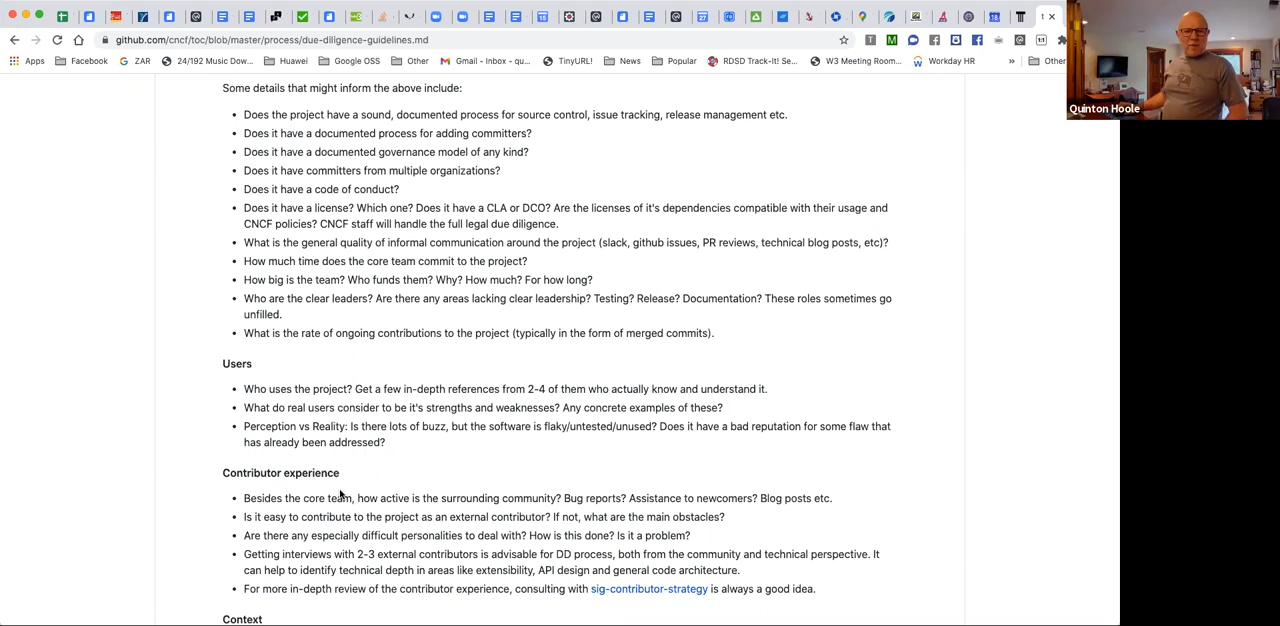 github.com/cncf/toc/blob/master/process/due-diligence-guidelines.md
Apps Facebook ZAR 24/192 Music Dow... Huawei Google OSS Other Gmail - Inbox - qu... TinyURL! News Popular RDSD Track-It! Se... W3 Meeting Room... Workday HR » Other
Quinton Hoole
Some details that might inform the above include:
• Does the project have a sound, documented process for source control, issue tracking, release management etc.
• Does it have a documented process for adding committers?
• Does it have a documented governance model of any kind?
• Does it have committers from multiple organizations?
• Does it have a code of conduct?
• Does it have a license? Which one? Does it have a CLA or DCO? Are the licenses of it's dependencies compatible with their usage and
CNCF policies? CNCF staff will handle the full legal due diligence.
• What is the general quality of informal communication around the project (slack, github issues, PR reviews, technical blog posts, etc)?
• How much time does the core team commit to the project?
• How big is the team? Who funds them? Why? How much? For how long?
• Who are the clear leaders? Are there any areas lacking clear leadership? Testing? Release? Documentation? These roles sometimes go
unfilled.
• What is the rate of ongoing contributions to the project (typically in the form of merged commits).
Users
• Who uses the project? Get a few in-depth references from 2-4 of them who actually know and understand it.
• What do real users consider to be it's strengths and weaknesses? Any concrete examples of these?
• Perception vs Reality: Is there lots of buzz, but the software is flaky/untested/unused? Does it have a bad reputation for some flaw that
has already been addressed?
Contributor experience
• Besides the core team, how active is the surrounding community? Bug reports? Assistance to newcomers? Blog posts etc.
• Is it easy to contribute to the project as an external contributor? If not, what are the main obstacles?
• Are there any especially difficult personalities to deal with? How is this done? Is it a problem?
• Getting interviews with 2-3 external contributors is advisable for DD process, both from the community and technical perspective. It
can help to identify technical depth in areas like extensibility, API design and general code architecture.
• For more in-depth review of the contributor experience, consulting with sig-contributor-strategy is always a good idea.
Context